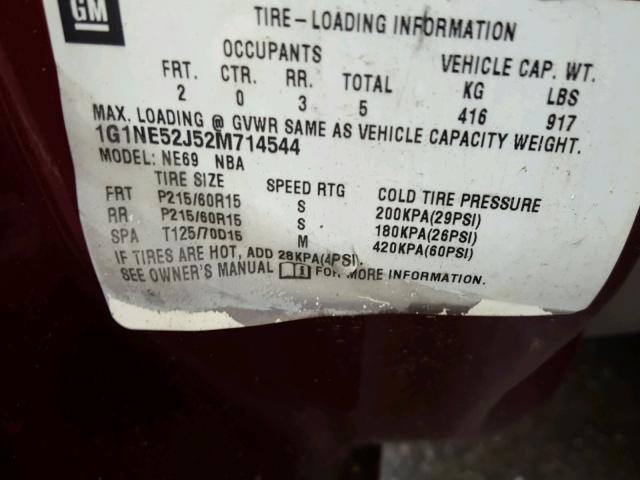 GM
TIRE-LOADING INFORMATION
OCCUPANTS VEHICLE CAP. WT.
FRT. CTR. RR. TOTAL KG LBS
2 0 3 5 416 917
MAX. LOADING @ GVWR SAME AS VEHICLE CAPACITY WEIGHT.
1G1NE52J52M714544
MODEL: NE69 NBA
TIRE SIZE SPEED RTG COLD TIRE PRESSURE
FRT P215/60R15 S 200KPA(29PSI)
RR P215/60R15 S 180KPA(26PSI)
SPA T125/70D15 M 420KPA(60PSI)
IF TIRES ARE HOT, ADD 28KPA(4PSI).
SEE OWNER'S MANUAL FOR MORE INFORMATION.